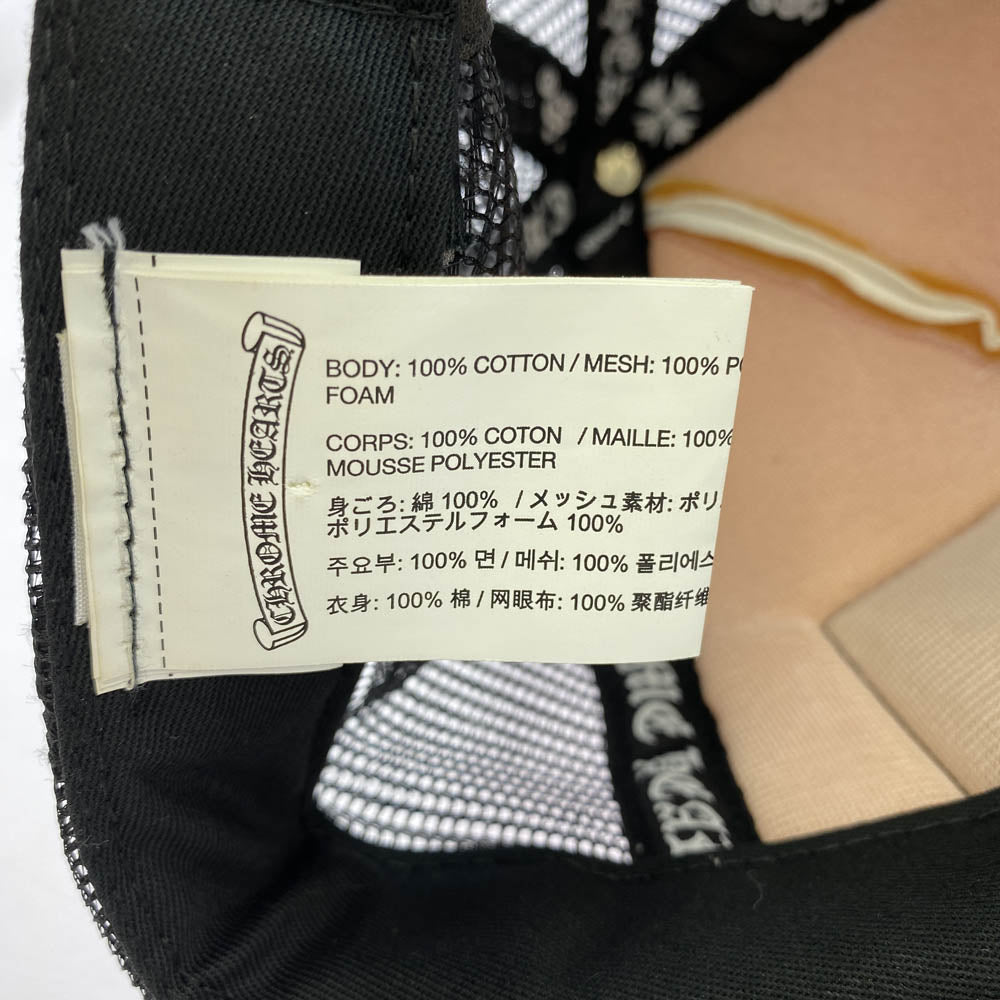 CHROME HEARTS
BODY: 100% COTTON / MESH: 100%
FOAM
CORPS: 100% COTON / MAILLE: 100%
MOUSSE POLYESTER
身ごろ: 綿 100% / メッシュ素材: ポリ
ポリエステルフォーム 100%
주요부: 100% 면 / 메쉬: 100% 폴리에스
衣身: 100% 棉 / 网眼布: 100% 聚酯纤维